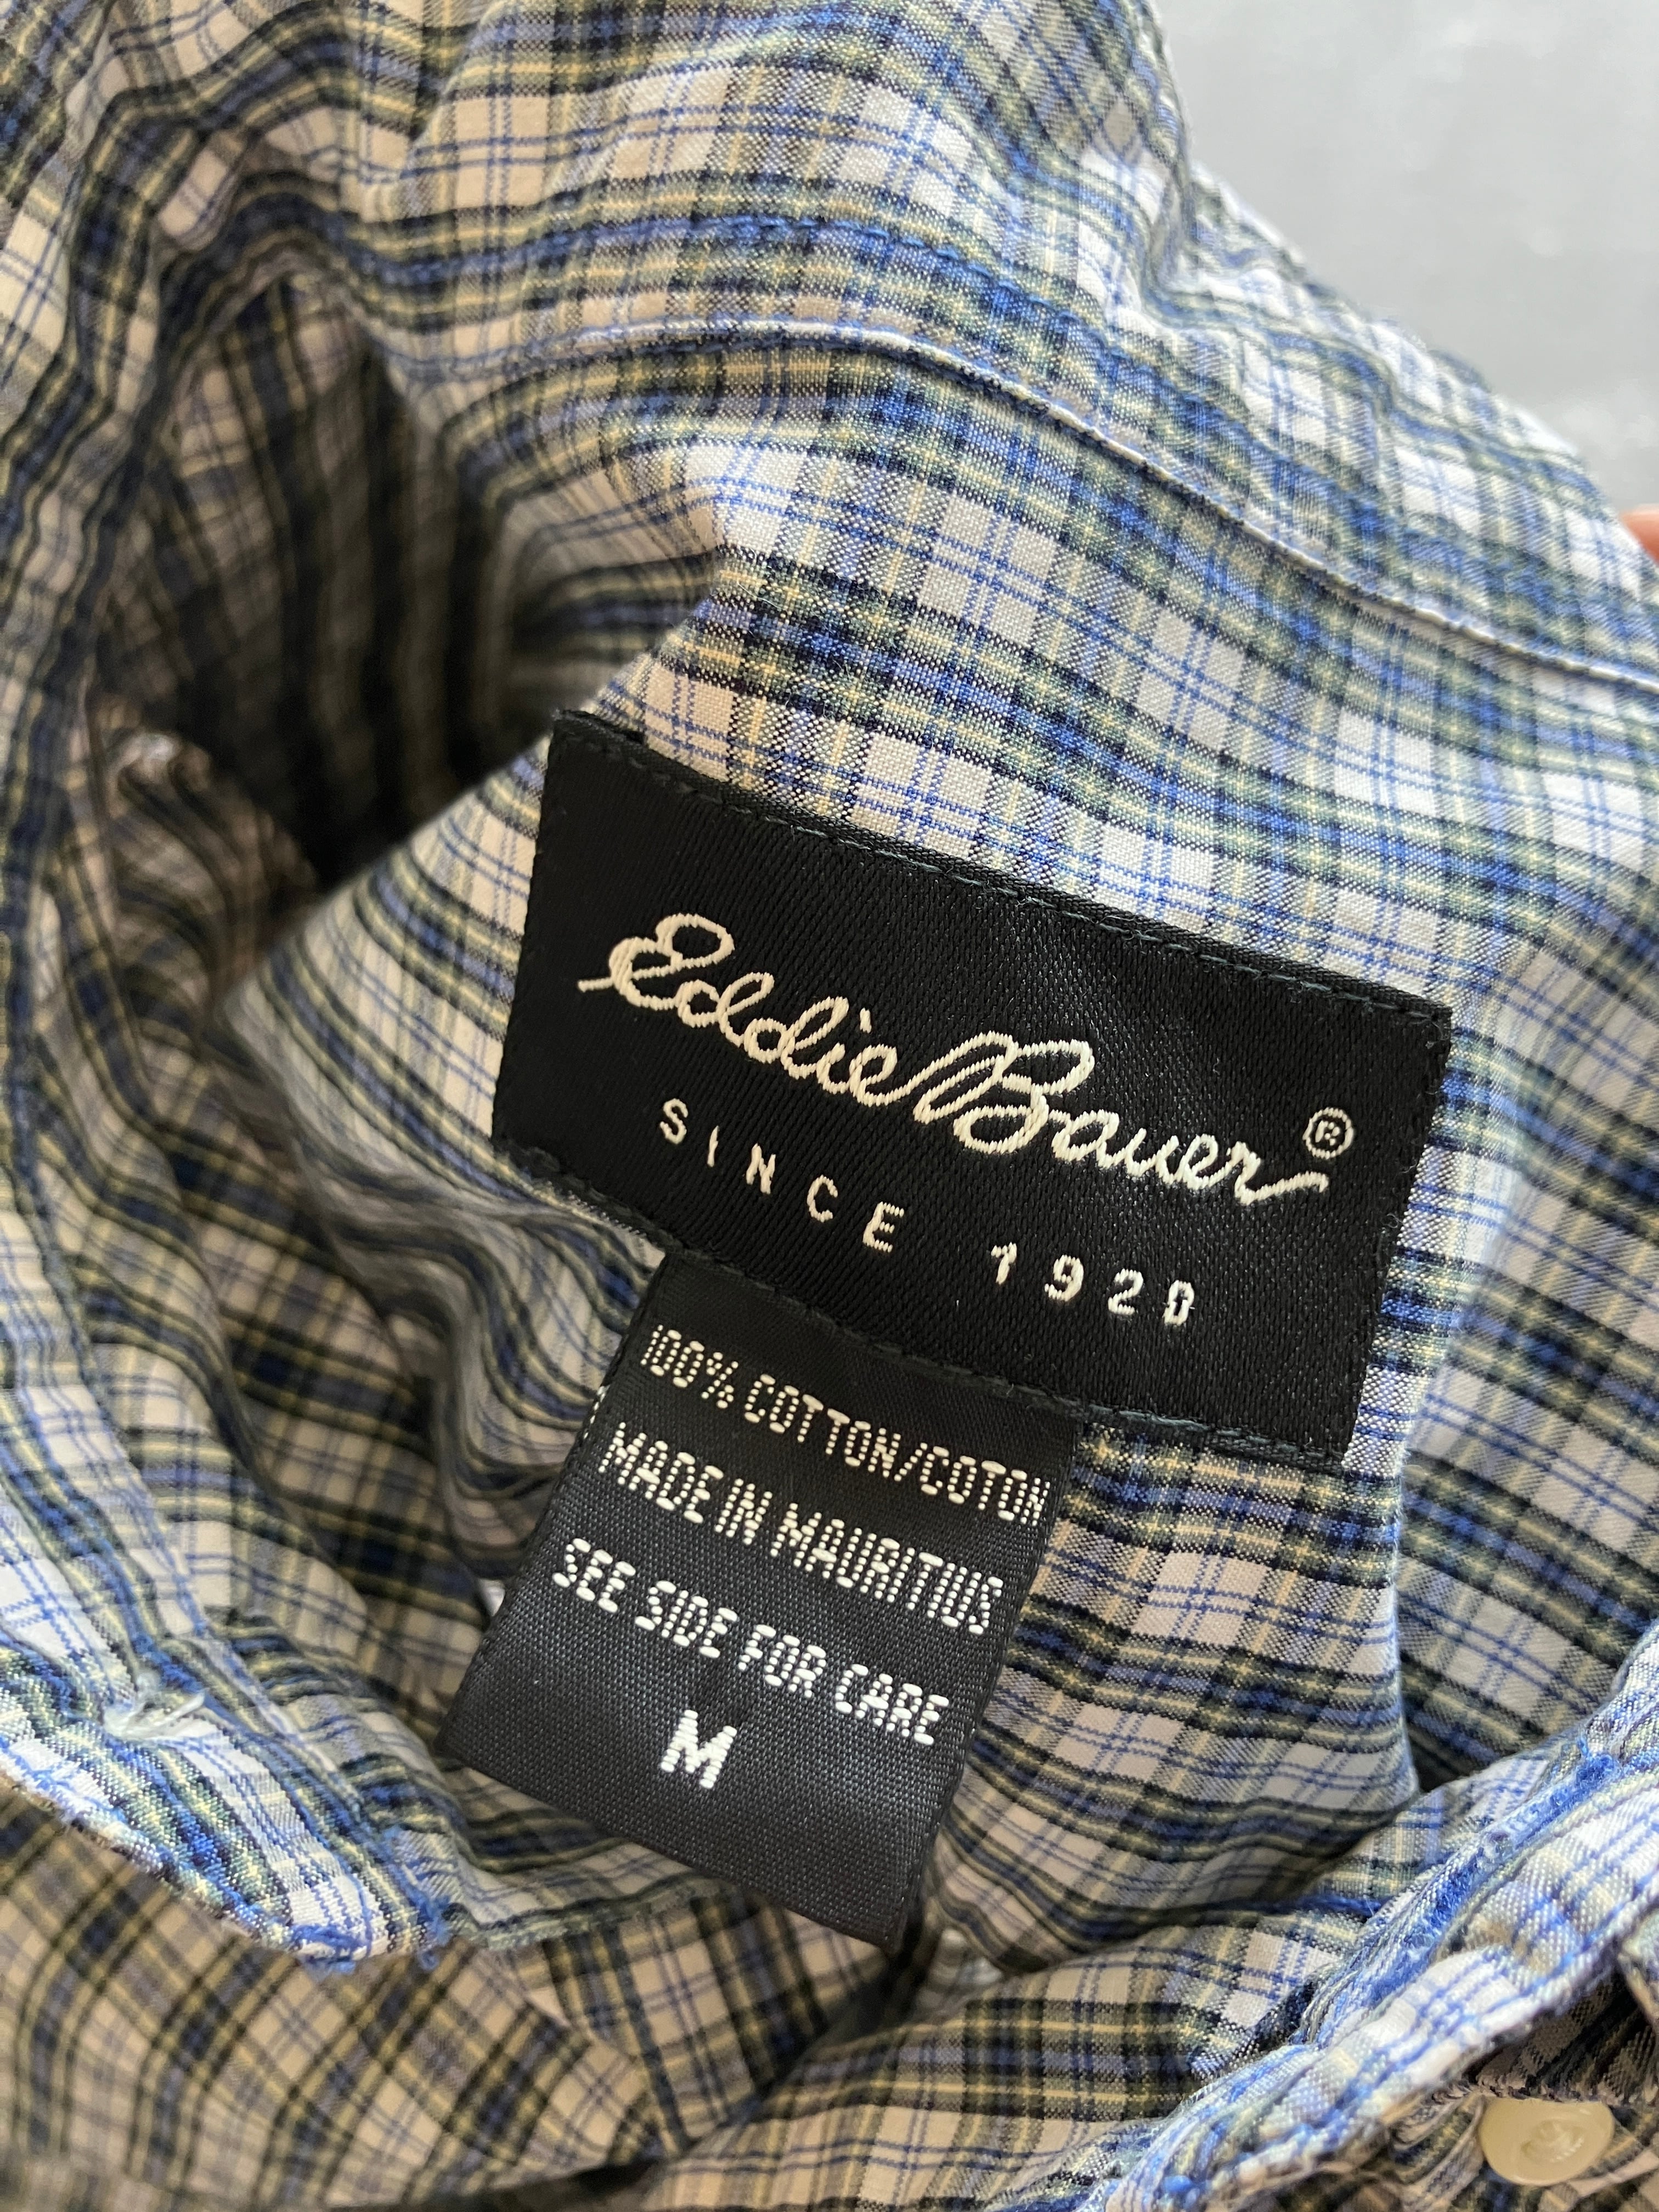 Eddie Bauer®
SINCE 1920
100% COTTON/COTON
MADE IN MAURITIUS
SEE SIDE FOR CARE
M